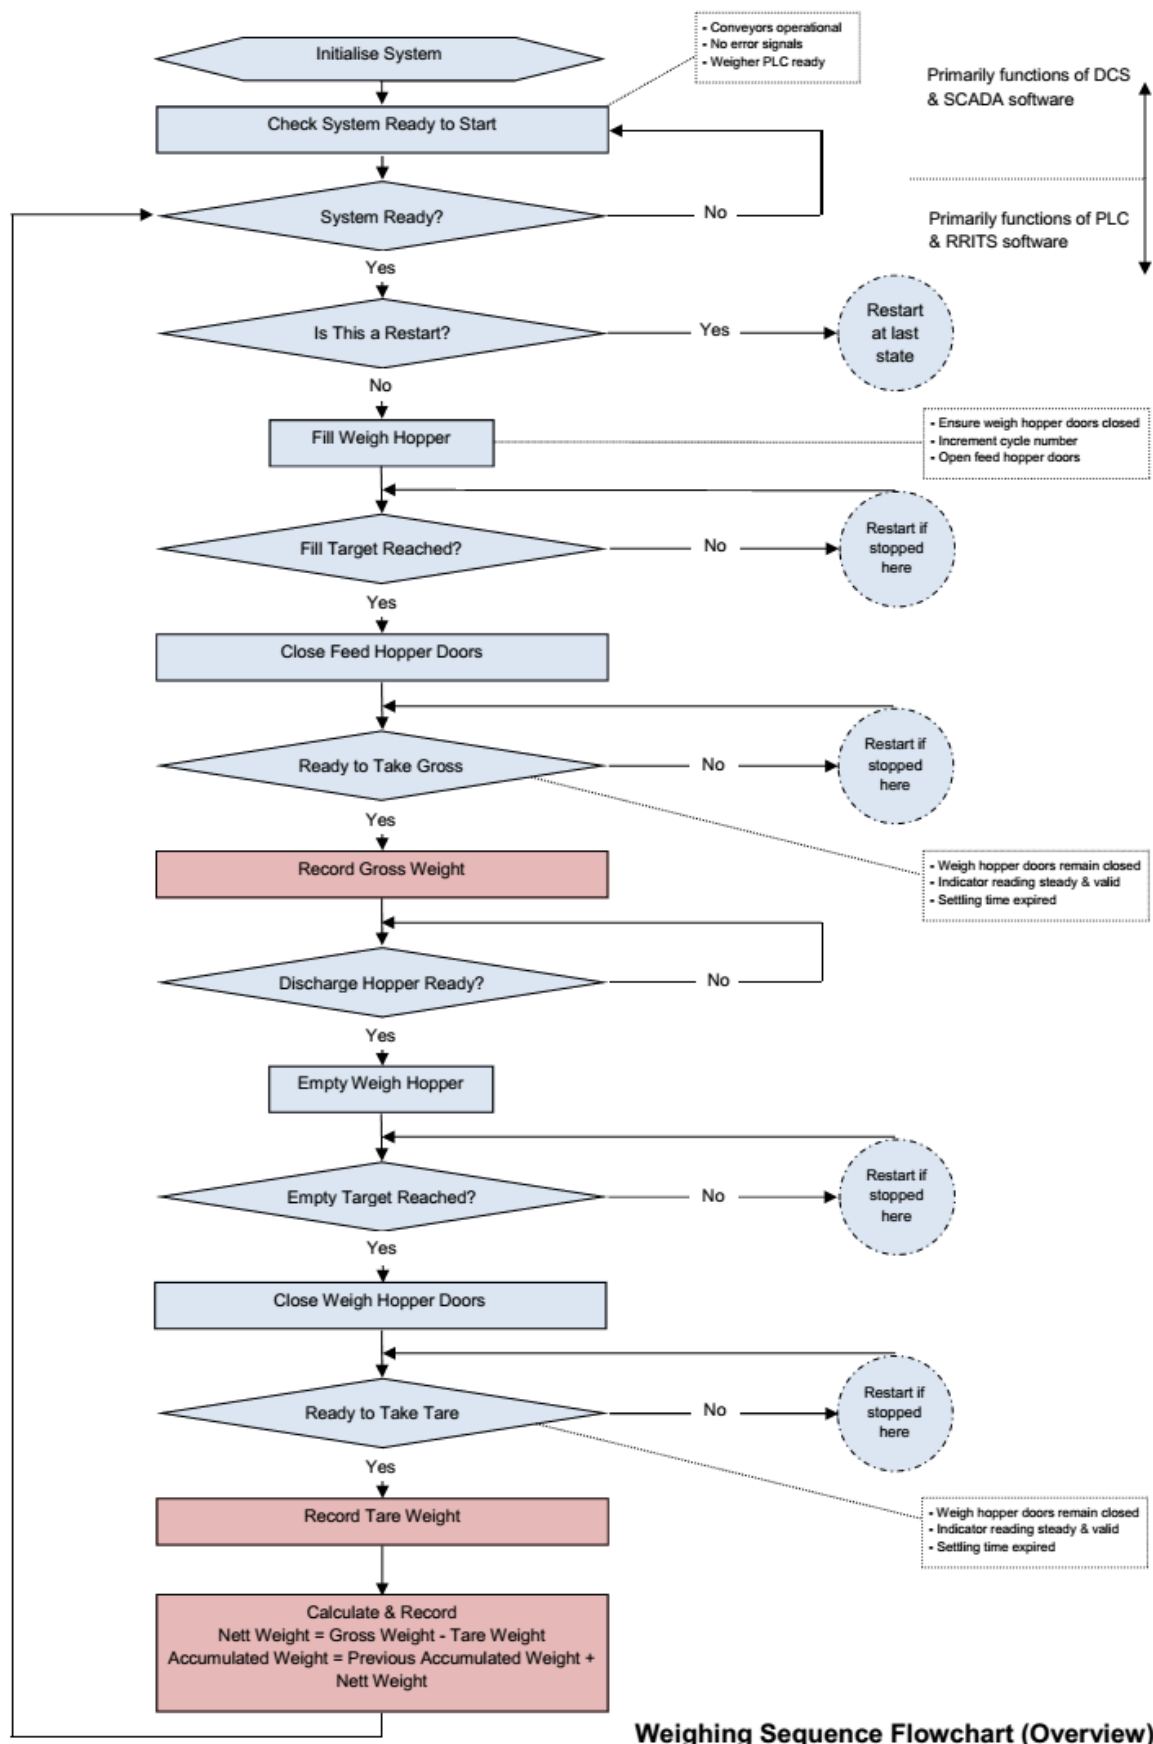 Initialise System
- Conveyors operational
- No error signals
- Weigher PLC ready
Primarily functions of DCS
& SCADA software
Check System Ready to Start
System Ready?
No
Primarily functions of PLC
& RRITS software
Yes
Is This a Restart?
Yes
Restart
at last
state
No
Fill Weigh Hopper
- Ensure weigh hopper doors closed
- Increment cycle number
- Open feed hopper doors
Fill Target Reached?
No
Restart if
stopped
here
Yes
Close Feed Hopper Doors
Ready to Take Gross
No
Restart if
stopped
here
Yes
Record Gross Weight
- Weigh hopper doors remain closed
- Indicator reading steady & valid
- Settling time expired
Discharge Hopper Ready?
No
Yes
Empty Weigh Hopper
Empty Target Reached?
No
Restart if
stopped
here
Yes
Close Weigh Hopper Doors
Ready to Take Tare
No
Restart if
stopped
here
Yes
Record Tare Weight
- Weigh hopper doors remain closed
- Indicator reading steady & valid
- Settling time expired
Calculate & Record
Nett Weight = Gross Weight - Tare Weight
Accumulated Weight = Previous Accumulated Weight +
Nett Weight
Weighing Sequence Flowchart (Overview)